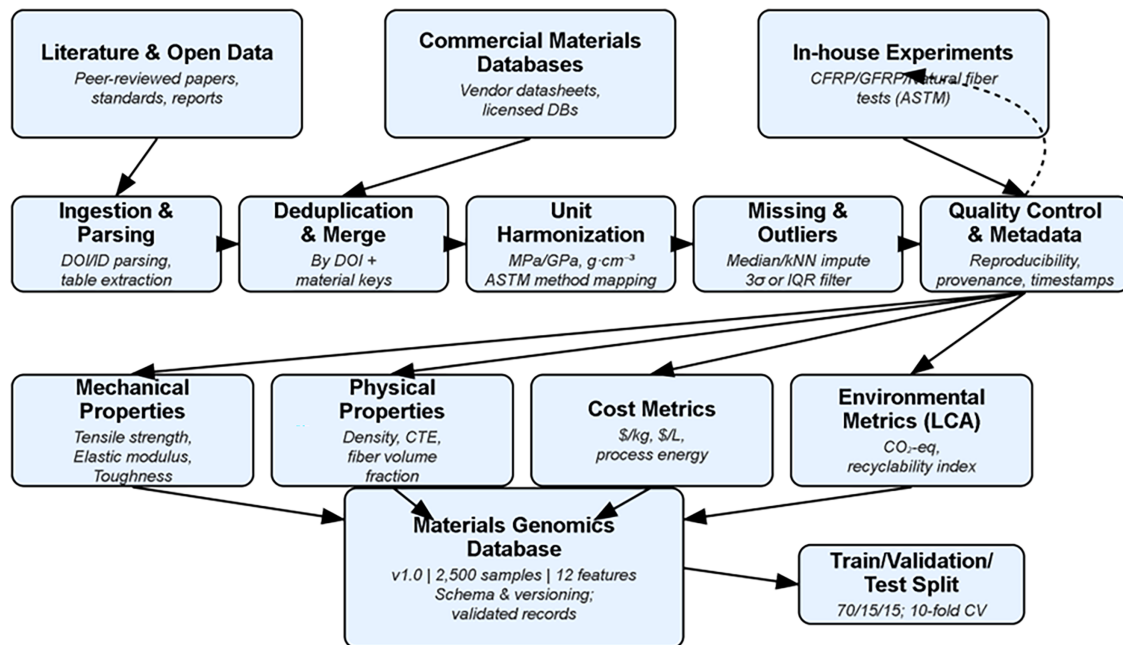 Literature & Open Data
Peer-reviewed papers,
standards, reports
Commercial Materials
Databases
Vendor datasheets,
licensed DBs
In-house Experiments
CFRP/GFRP/Natural fiber
tests (ASTM)
Ingestion &
Parsing
DOI/ID parsing,
table extraction
Deduplication
& Merge
By DOI +
material keys
Unit
Harmonization
MPa/GPa, g·cm⁻³
ASTM method mapping
Missing &
Outliers
Median/kNN impute
3σ or IQR filter
Quality Control
& Metadata
Reproducibility,
provenance, timestamps
Mechanical
Properties
Tensile strength,
Elastic modulus,
Toughness
Physical
Properties
Density, CTE,
fiber volume
fraction
Cost Metrics
$/kg, $/L,
process energy
Environmental
Metrics (LCA)
CO₂-eq,
recyclability index
Materials Genomics
Database
v1.0 | 2,500 samples | 12 features
Schema & versioning;
validated records
Train/Validation/
Test Split
70/15/15; 10-fold CV